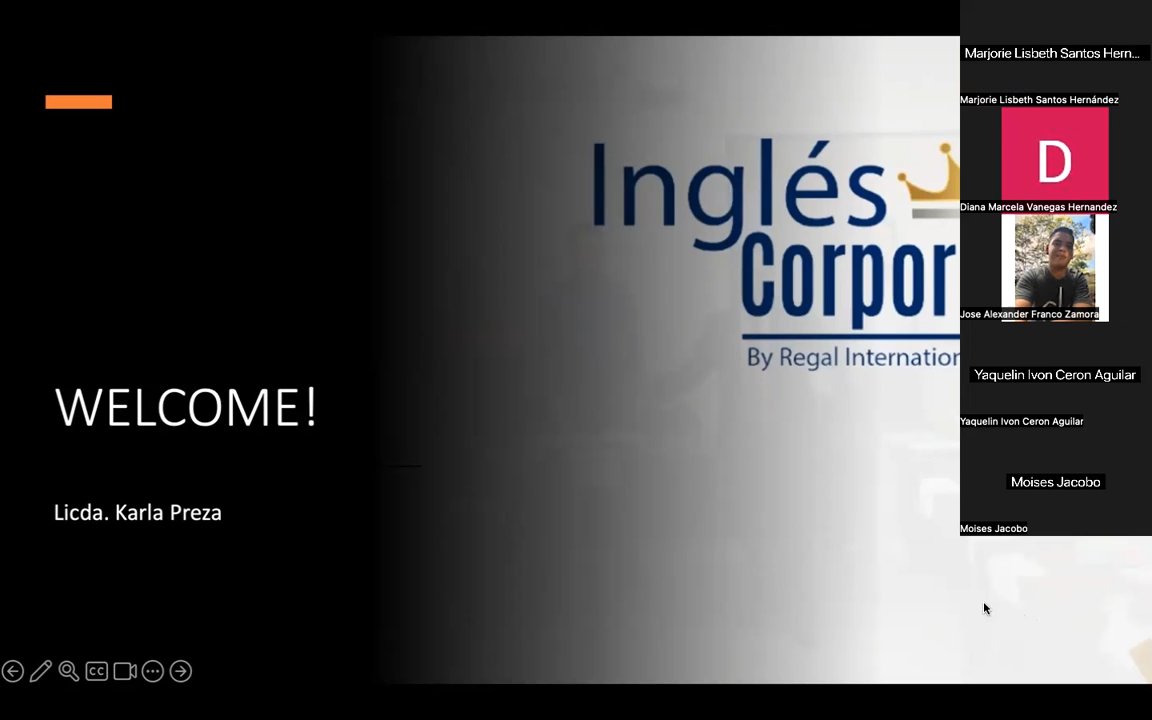 Inglés
Corpor
By Regal Internation
WELCOME!
Licda. Karla Preza
CC
Marjorie Lisbeth Santos Hern...
Marjorie Lisbeth Santos Hernández
D
Diana Marcela Vanegas Hernandez
Jose Alexander Franco Zamora
Yaquelin Ivon Ceron Aguilar
Yaquelin Ivon Ceron Aguilar
Moises Jacobo
Moises Jacobo